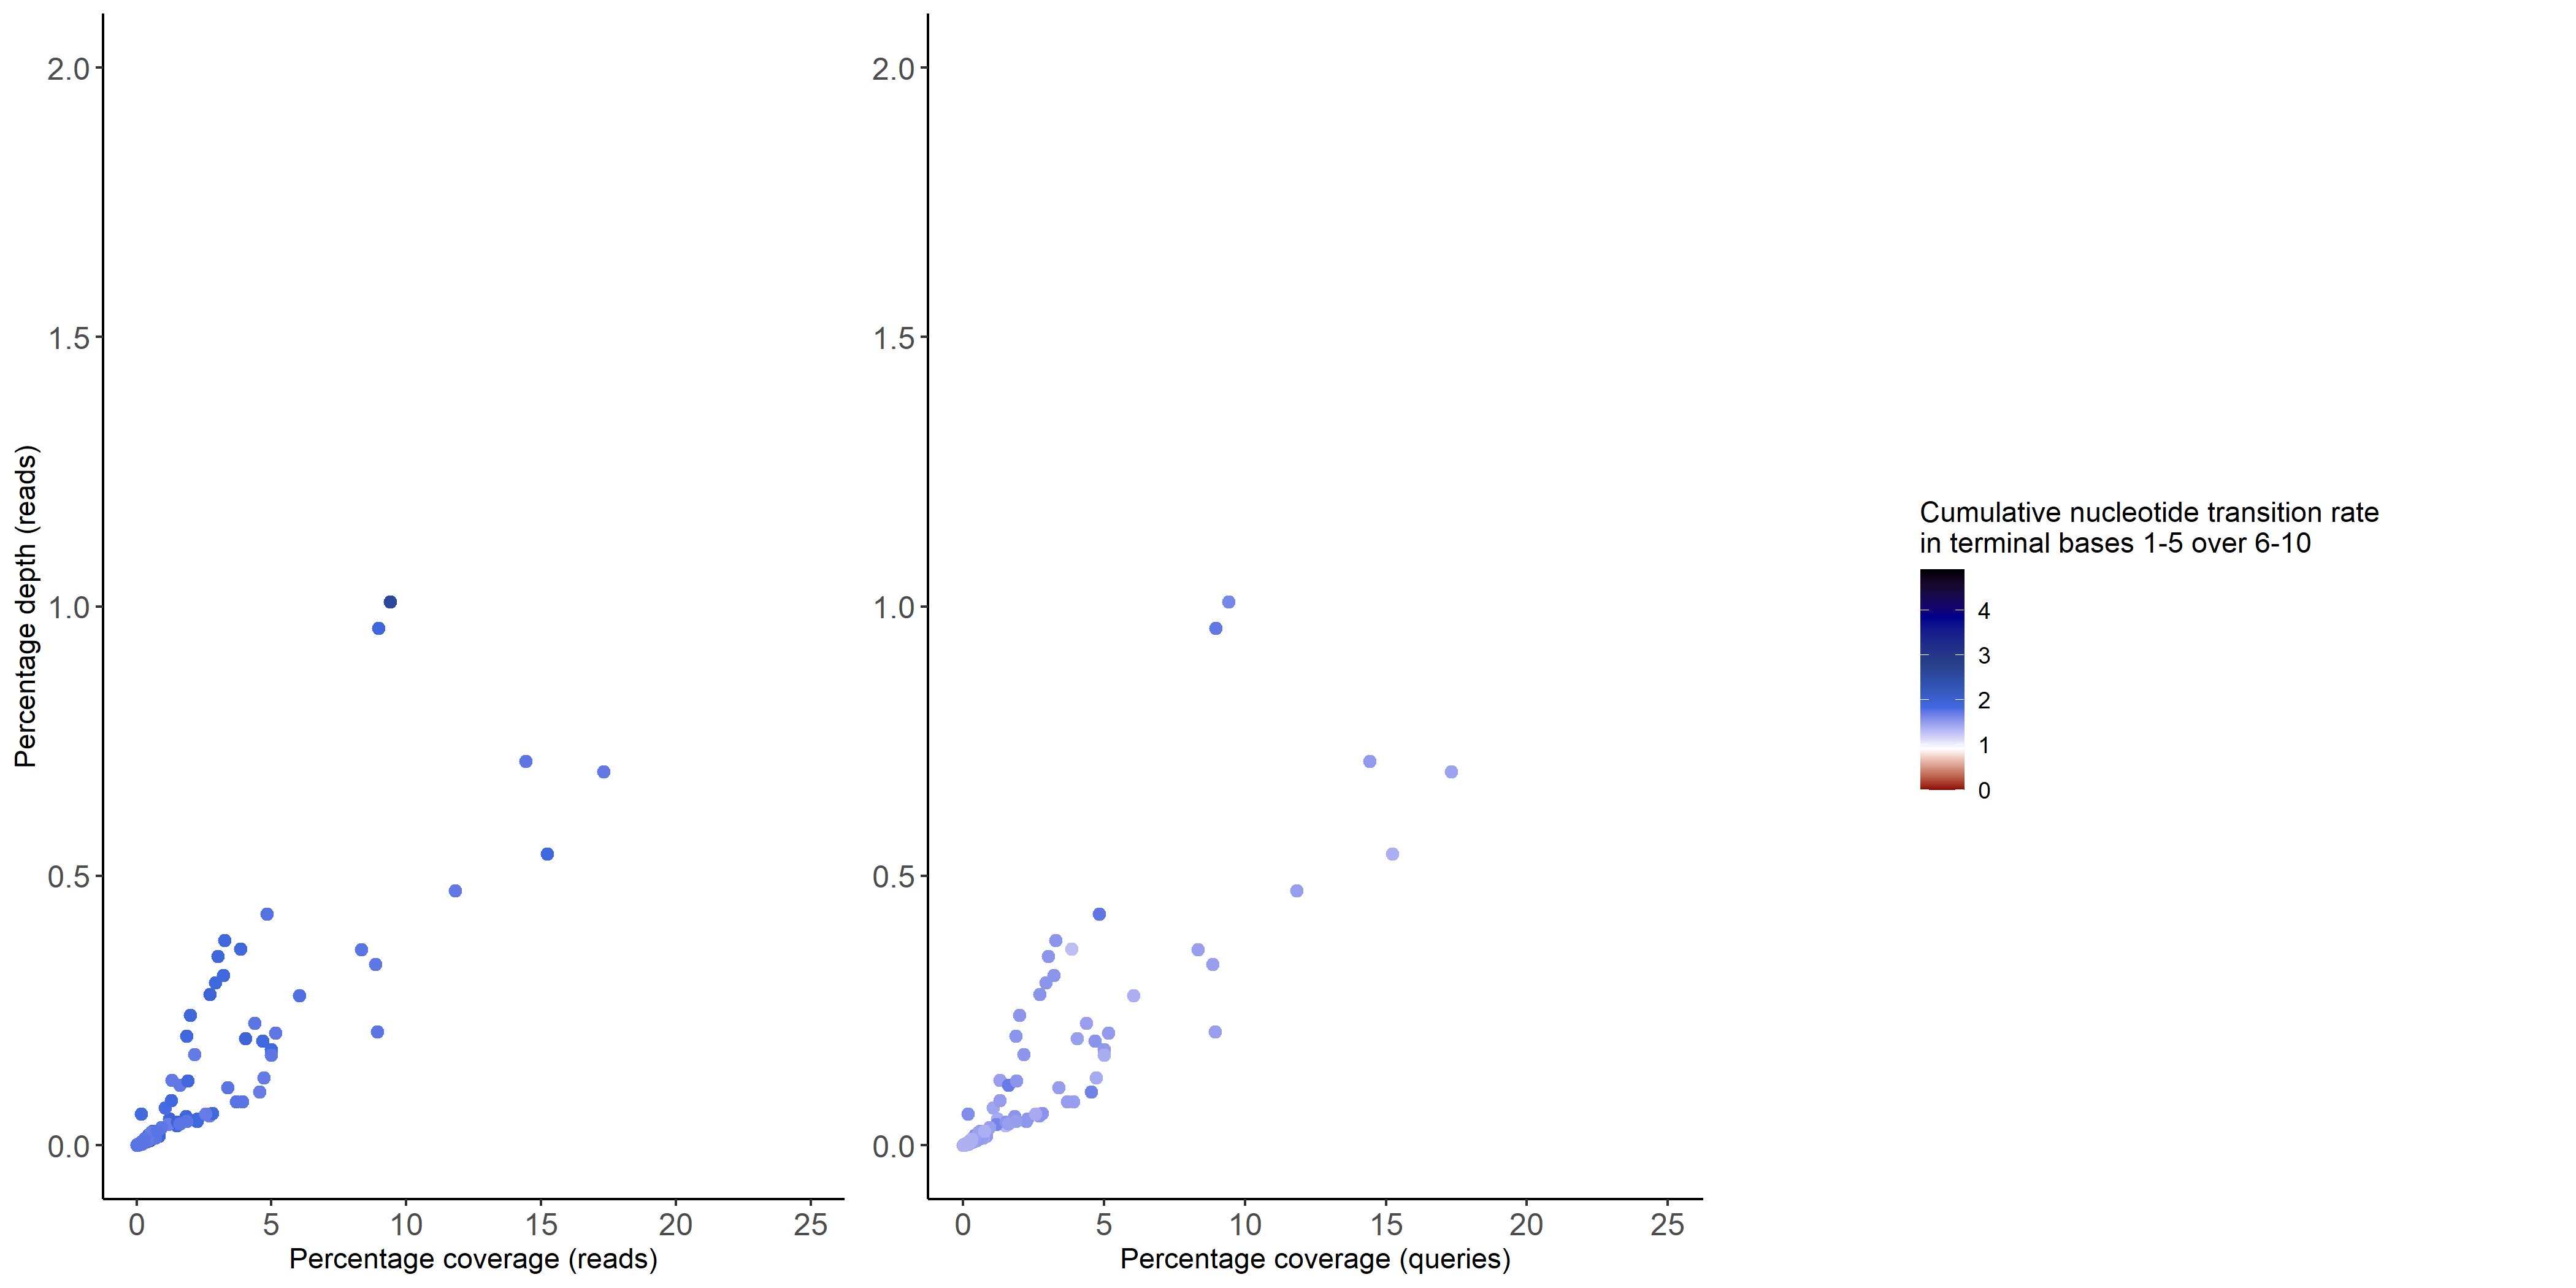 Percentage depth (reads)
2.0
1.5
1.0
0.5
0.0
0 5 10 15 20 25
Percentage coverage (reads)
2.0
1.5
1.0
0.5
0.0
0 5 10 15 20 25
Percentage coverage (queries)
Cumulative nucleotide transition rate
in terminal bases 1-5 over 6-10
4
3
2
1
0